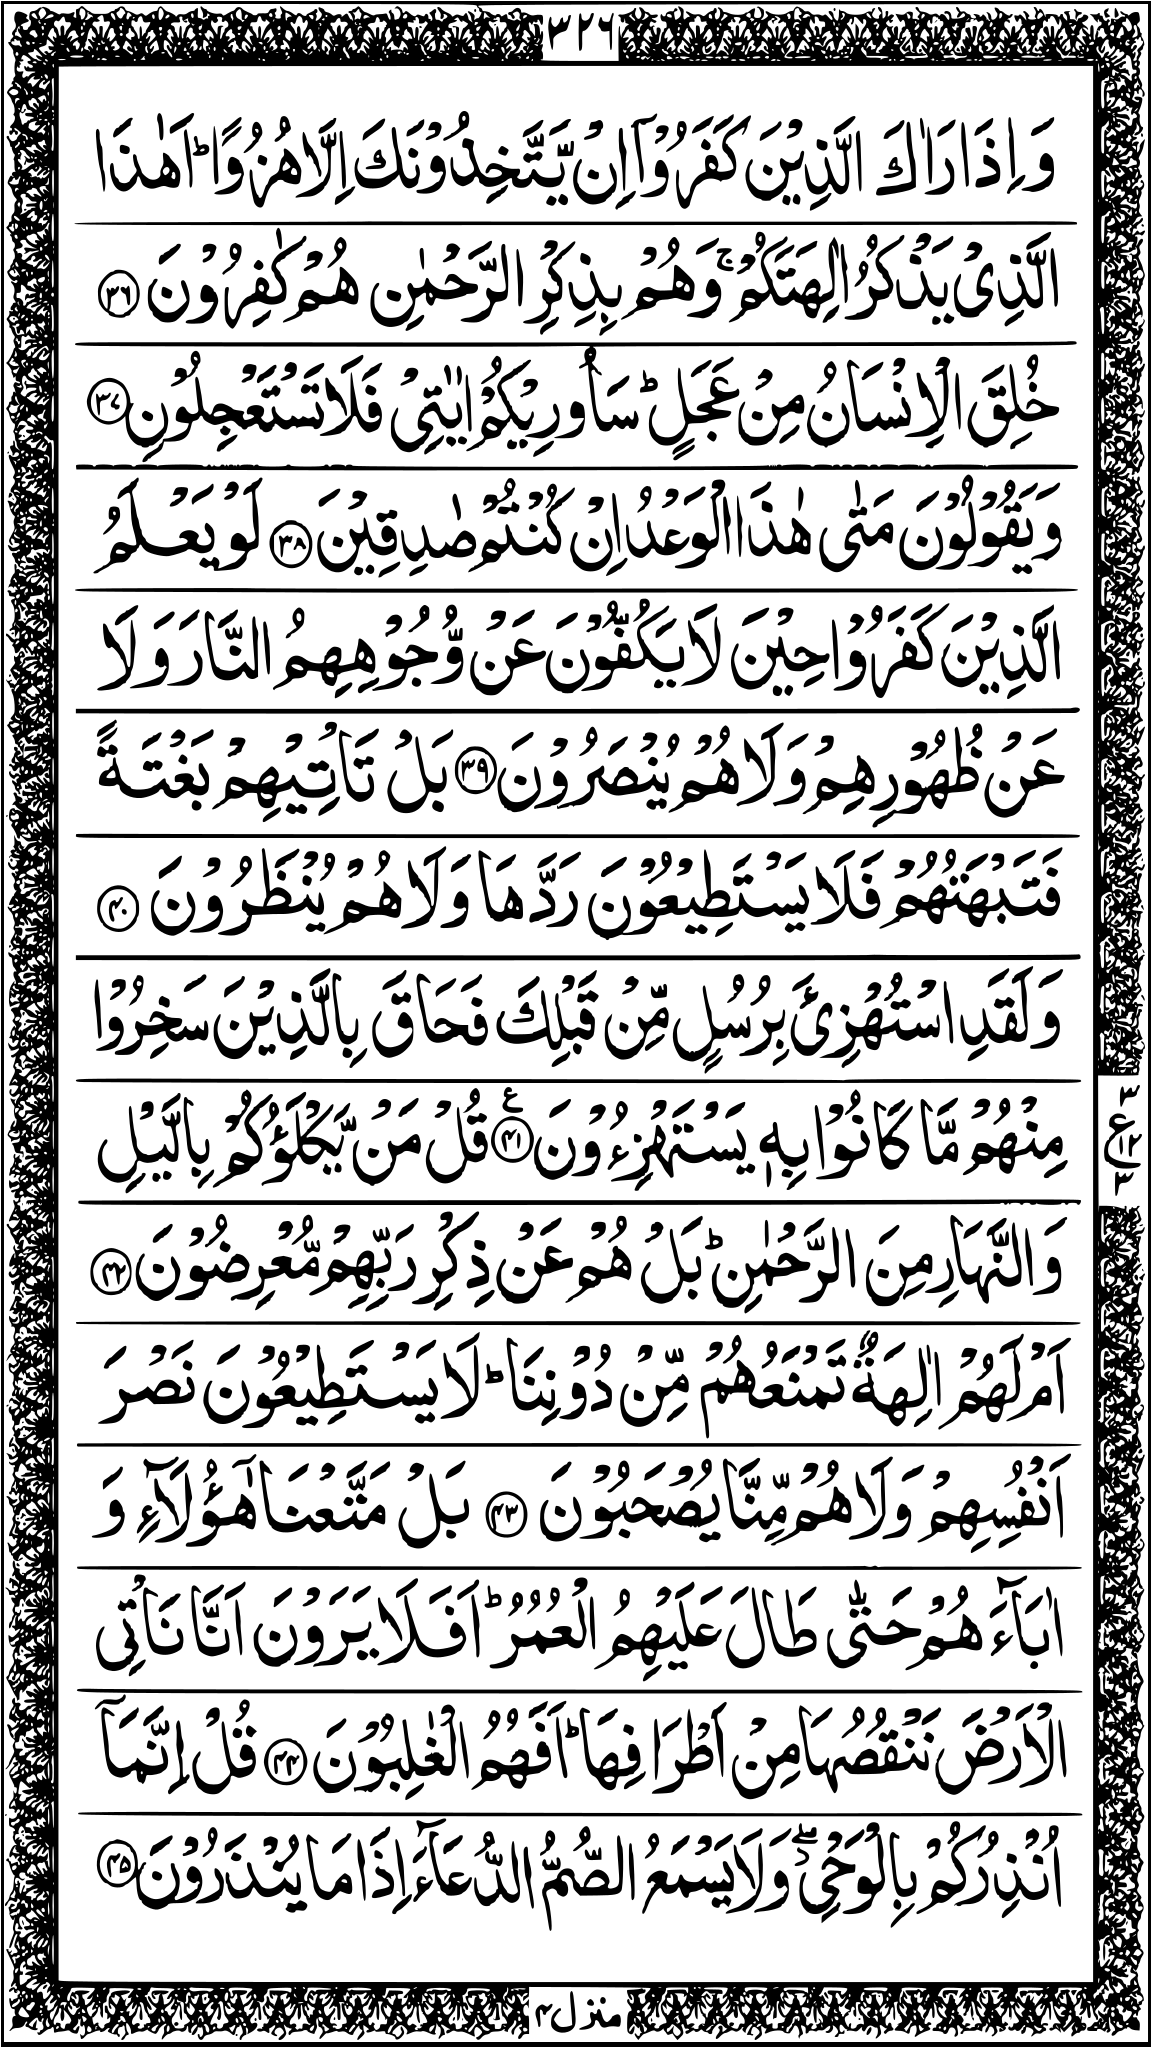 ۳۲۶
وَ اِذَا رَاٰكَ الَّذِیْنَ كَفَرُوْۤا اِنْ یَّتَّخِذُوْنَكَ اِلَّا هُزُوًا ؕ اَهٰذَا
الَّذِیْ یَذْكُرُ اٰلِهَتَكُمْ ۚ وَهُمْ بِذِكْرِ الرَّحْمٰنِ هُمْ كٰفِرُوْنَ ﴿۳۶﴾
خُلِقَ الْاِنْسَانُ مِنْ عَجَلٍ ؕ سَاُورِیْكُمْ اٰیٰتِیْ فَلَا تَسْتَعْجِلُوْنِ ﴿۳۷﴾
وَیَقُوْلُوْنَ مَتٰی هٰذَا الْوَعْدُ اِنْ كُنْتُمْ صٰدِقِیْنَ ﴿۳۸﴾ لَوْ یَعْلَمُ
الَّذِیْنَ كَفَرُوْا حِیْنَ لَا یَكُفُّوْنَ عَنْ وُّجُوْهِهِمُ النَّارَ وَلَا
عَنْ ظُهُوْرِهِمْ وَلَا هُمْ یُنْصَرُوْنَ ﴿۳۹﴾ بَلْ تَاْتِیْهِمْ بَغْتَةً
فَتَبْهَتُهُمْ فَلَا یَسْتَطِیْعُوْنَ رَدَّهَا وَلَا هُمْ یُنْظَرُوْنَ ﴿۴۰﴾
وَلَقَدِ اسْتُهْزِئَ بِرُسُلٍ مِّنْ قَبْلِكَ فَحَاقَ بِالَّذِیْنَ سَخِرُوْا
مِنْهُمْ مَّا كَانُوْا بِهٖ یَسْتَهْزِءُوْنَ ﴿۴۱﴾ ع قُلْ مَنْ یَّكْلَؤُكُمْ بِالَّیْلِ
۳ ع ۱۲ ۳
وَالنَّهَارِ مِنَ الرَّحْمٰنِ ؕ بَلْ هُمْ عَنْ ذِكْرِ رَبِّهِمْ مُّعْرِضُوْنَ ﴿۴۲﴾
اَمْ لَهُمْ اٰلِهَةٌ تَمْنَعُهُمْ مِّنْ دُوْنِنَا ؕ لَا یَسْتَطِیْعُوْنَ نَصْرَ
اَنْفُسِهِمْ وَلَا هُمْ مِّنَّا یُصْحَبُوْنَ ﴿۴۳﴾ بَلْ مَتَّعْنَا هٰۤؤُلَآءِ وَ
اٰبَآءَهُمْ حَتّٰی طَالَ عَلَیْهِمُ الْعُمُرُ ؕ اَفَلَا یَرَوْنَ اَنَّا نَاْتِی
الْاَرْضَ نَنْقُصُهَا مِنْ اَطْرَافِهَا ؕ اَفَهُمُ الْغٰلِبُوْنَ ﴿۴۴﴾ قُلْ اِنَّمَاۤ
اُنْذِرُكُمْ بِالْوَحْیِ ۖ وَلَا یَسْمَعُ الصُّمُّ الدُّعَآءَ اِذَا مَا یُنْذَرُوْنَ ﴿۴۵﴾
منزل ۴